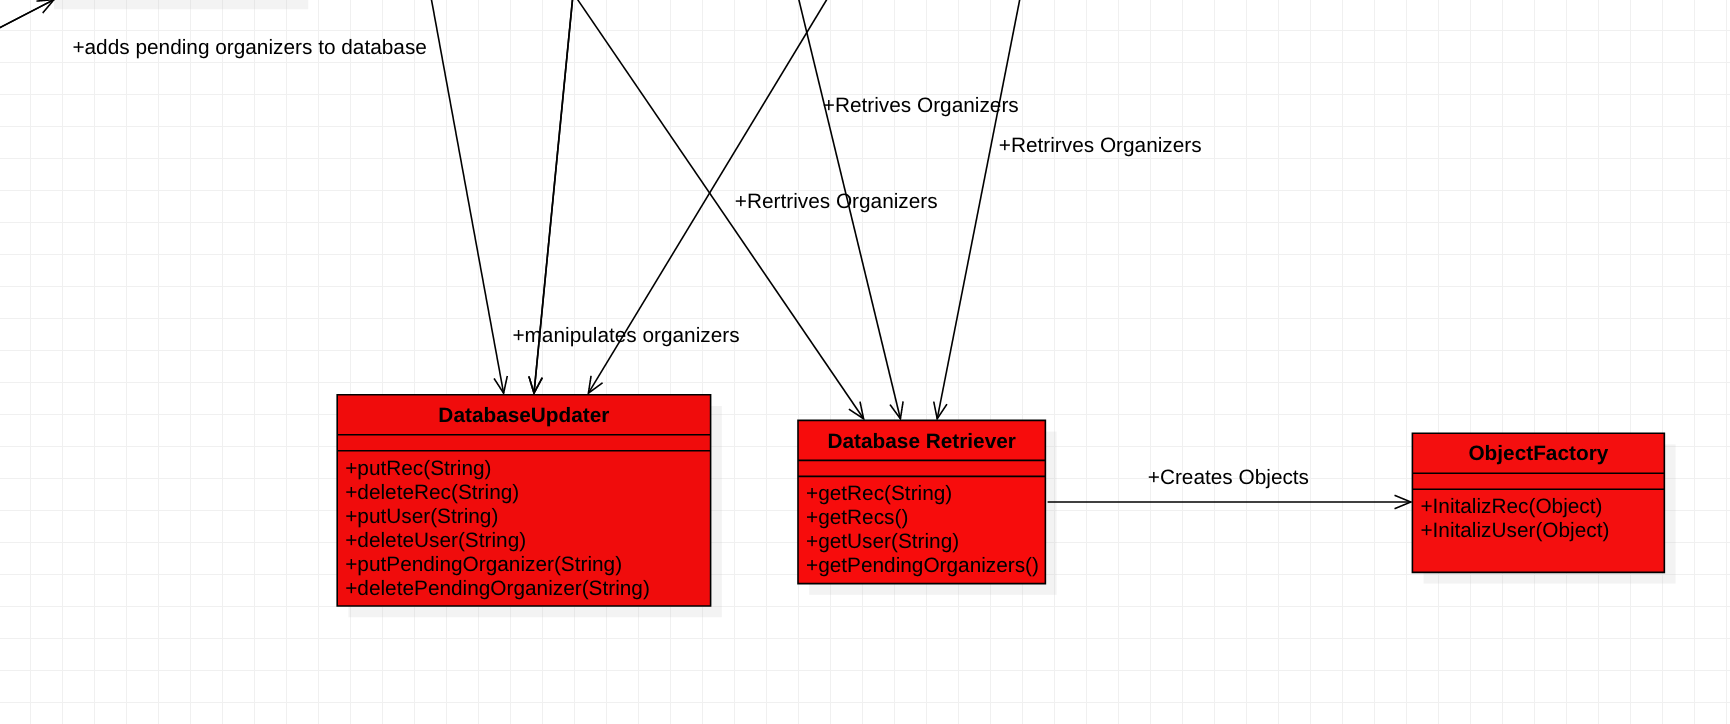 +adds pending organizers to database
+Retrives Organizers
+Retrirves Organizers
+Rertrives Organizers
+manipulates organizers
DatabaseUpdater
+putRec(String)
+deleteRec(String)
+putUser(String)
+deleteUser(String)
+putPendingOrganizer(String)
+deletePendingOrganizer(String)
Database Retriever
+getRec(String)
+getRecs()
+getUser(String)
+getPendingOrganizers()
+Creates Objects
ObjectFactory
+InitalizRec(Object)
+InitalizUser(Object)